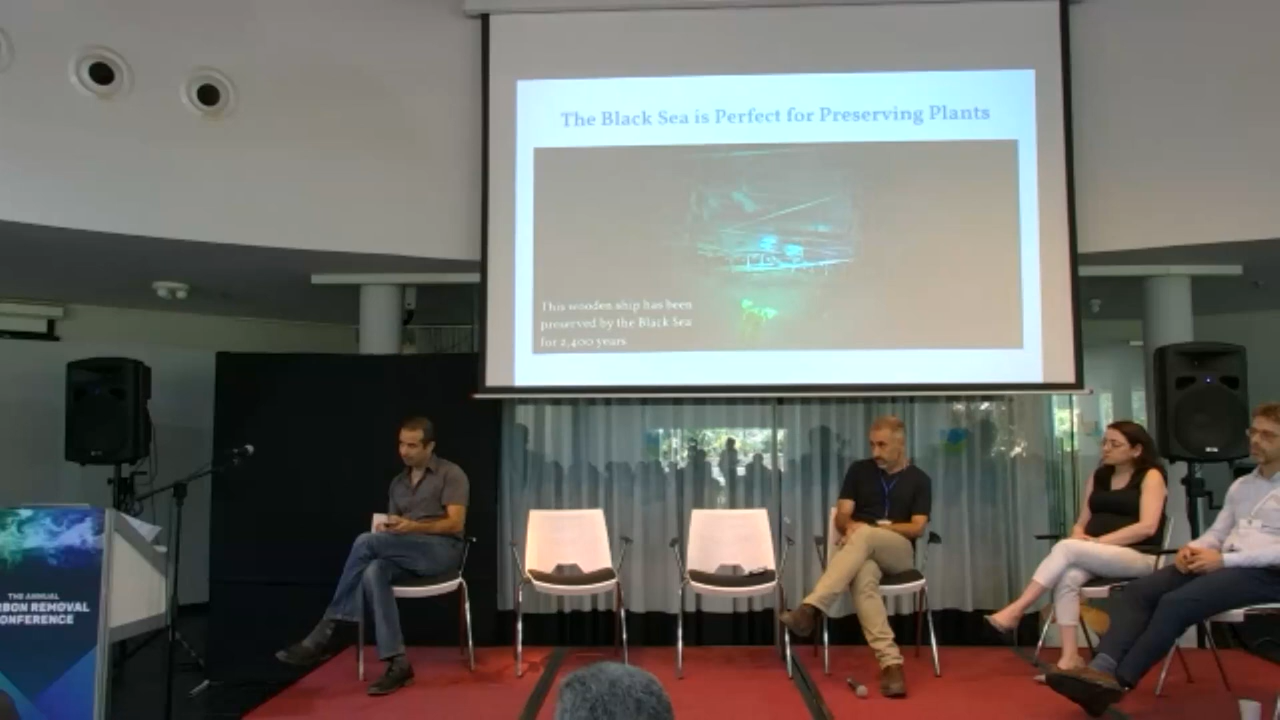 The Black Sea is Perfect for Preserving Plants
This wooden ship has been
preserved by the Black Sea
for 2,400 years
THE ANNUAL
RBON REMOVAL
ONFERENCE